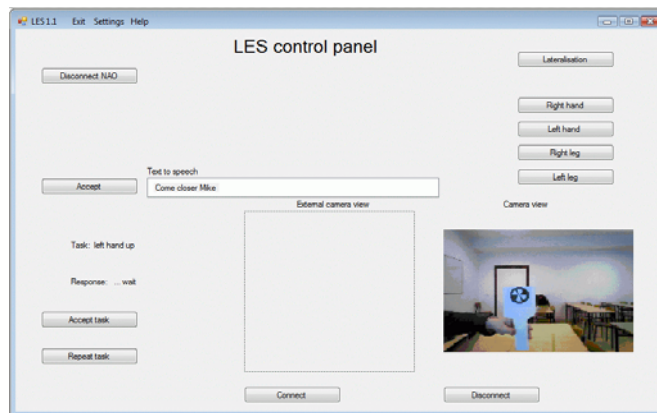 LES 1.1 Exit Settings Help
LES control panel
Lateralisation
Disconnect NAO
Right hand
Left hand
Right leg
Left leg
Text to speech
Accept
Come closer Mike
External camera view
Camera view
Task: left hand up
Response: ... wait
Accept task
Repeat task
Connect
Disconnect